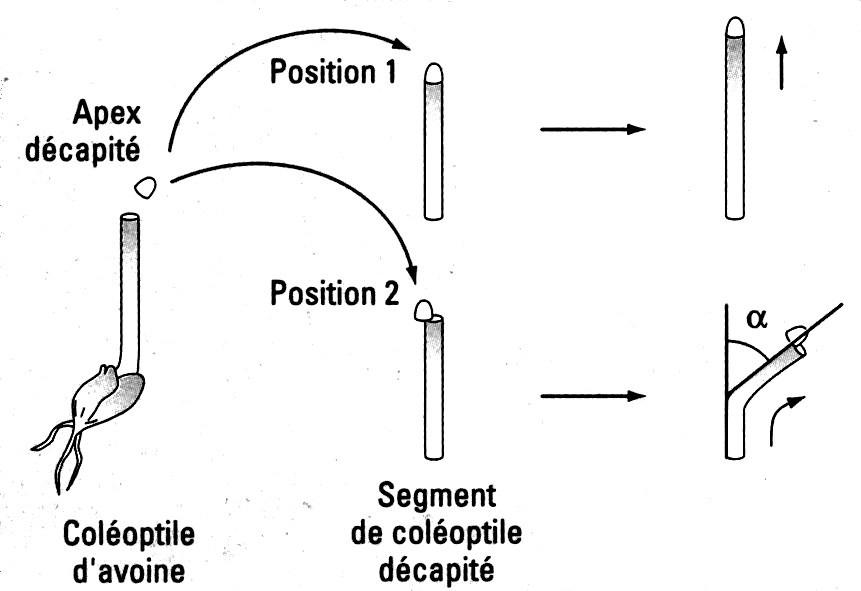 Position 1
Apex
décapité
Position 2
α
Segment
de coléoptile
décapité
Coléoptile
d'avoine